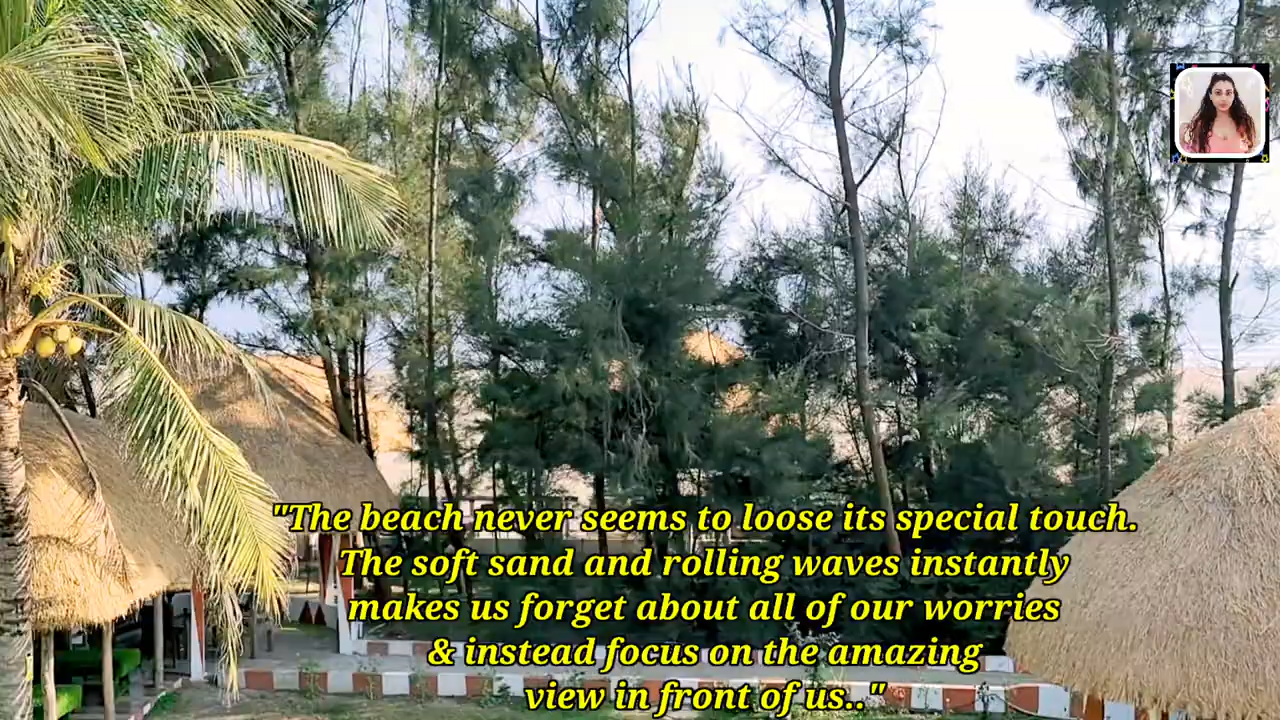 "The beach never seems to loose its special touch.
The soft sand and rolling waves instantly
makes us forget about all of our worries
& instead focus on the amazing
view in front of us.."